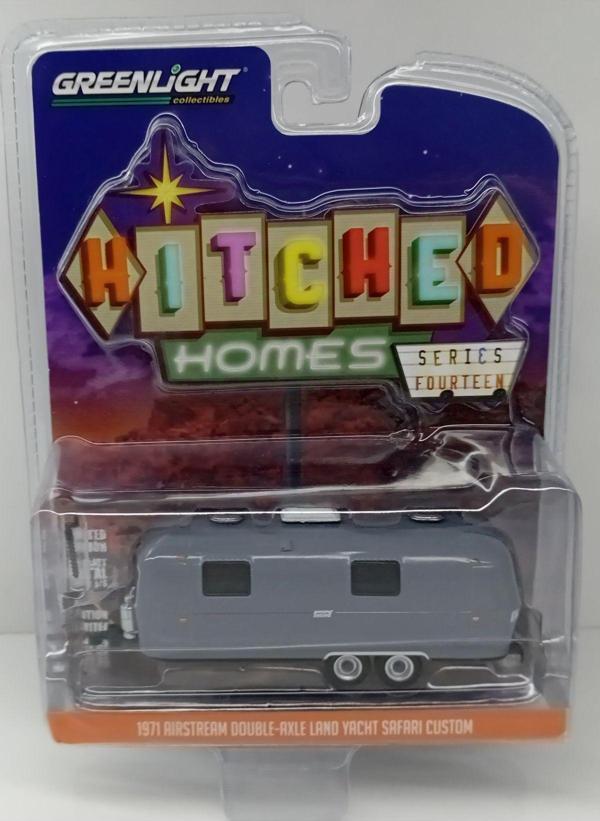 GREENLIGHT
collectibles
HITCHED
HOMES
SERIES
FOURTEEN
1971 AIRSTREAM DOUBLE-AXLE LAND YACHT SAFARI CUSTOM